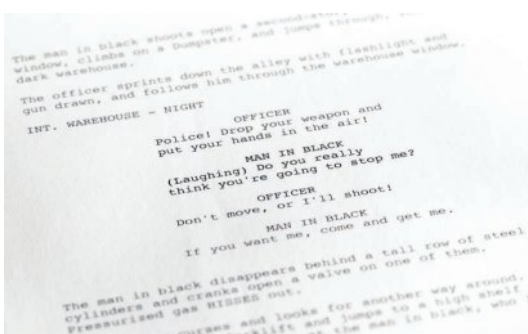 The man in black shoots open a second-story
window, climbs on a Dumpster, and jumps through,
dark warehouse.
The officer sprints down the alley with flashlight and
gun drawn, and follows him through the warehouse window.
INT. WAREHOUSE - NIGHT
OFFICER
Police! Drop your weapon and
put your hands in the air!
MAN IN BLACK
(Laughing) Do you really
think you're going to stop me?
OFFICER
Don't move, or I'll shoot!
MAN IN BLACK
If you want me, come and get me.
The man in black disappears behind a tall row of steel
cylinders and cranks open a valve on one of them.
Pressurized gas HISSES out.
and looks for another way around.
and jumps to a high shelf
the man in black, who